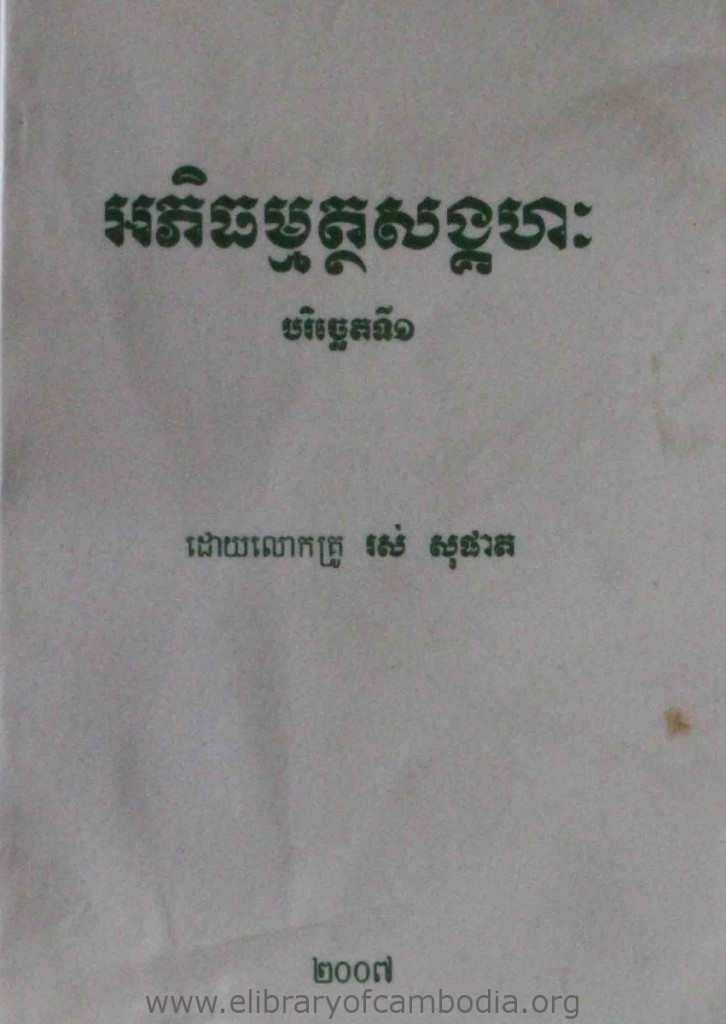 អភិធម្មត្ថសង្គហៈ
បរិច្ឆេតទី១
ដោយលោកគ្រូ រស់ សុផាត
២០០៧
www.elibraryofcambodia.org